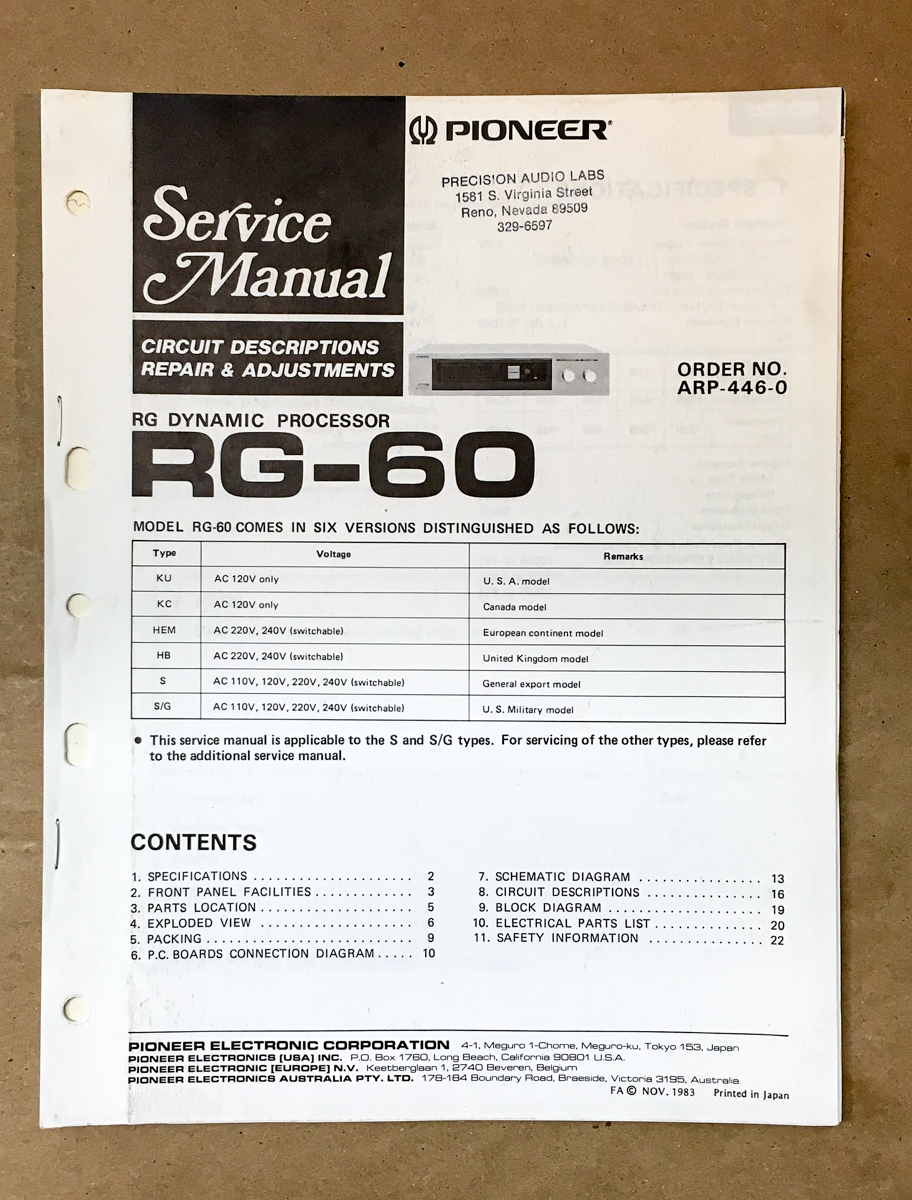 PIONEER®
PRECISION AUDIO LABS
1581 S. Virginia Street
Reno, Nevada 89509
329-6597
Service
Manual
CIRCUIT DESCRIPTIONS
REPAIR & ADJUSTMENTS
ORDER NO.
ARP-446-0
RG DYNAMIC PROCESSOR
RG-60
MODEL RG-60 COMES IN SIX VERSIONS DISTINGUISHED AS FOLLOWS:
Type Voltage Remarks
KU AC 120V only U. S. A. model
KC AC 120V only Canada model
HEM AC 220V, 240V (switchable) European continent model
HB AC 220V, 240V (switchable) United Kingdom model
S AC 110V, 120V, 220V, 240V (switchable) General export model
S/G AC 110V, 120V, 220V, 240V (switchable) U. S. Military model
● This service manual is applicable to the S and S/G types. For servicing of the other types, please refer
to the additional service manual.
CONTENTS
1. SPECIFICATIONS ...................... 2
2. FRONT PANEL FACILITIES ............. 3
3. PARTS LOCATION .................... 5
4. EXPLODED VIEW .................... 6
5. PACKING ........................... 9
6. P.C. BOARDS CONNECTION DIAGRAM ..... 10
7. SCHEMATIC DIAGRAM ................ 13
8. CIRCUIT DESCRIPTIONS ............... 16
9. BLOCK DIAGRAM .................... 19
10. ELECTRICAL PARTS LIST .............. 20
11. SAFETY INFORMATION ............... 22
PIONEER ELECTRONIC CORPORATION 4-1, Meguro 1-Chome, Meguro-ku, Tokyo 153, Japan
PIONEER ELECTRONICS [USA] INC. P.O. Box 1760, Long Beach, California 90801 U.S.A.
PIONEER ELECTRONIC [EUROPE] N.V. Keetberglaan 1, 2740 Beveren, Belgium
PIONEER ELECTRONICS AUSTRALIA PTY. LTD. 178-184 Boundary Road, Braeside, Victoria 3195, Australia
FA © NOV. 1983 Printed in Japan